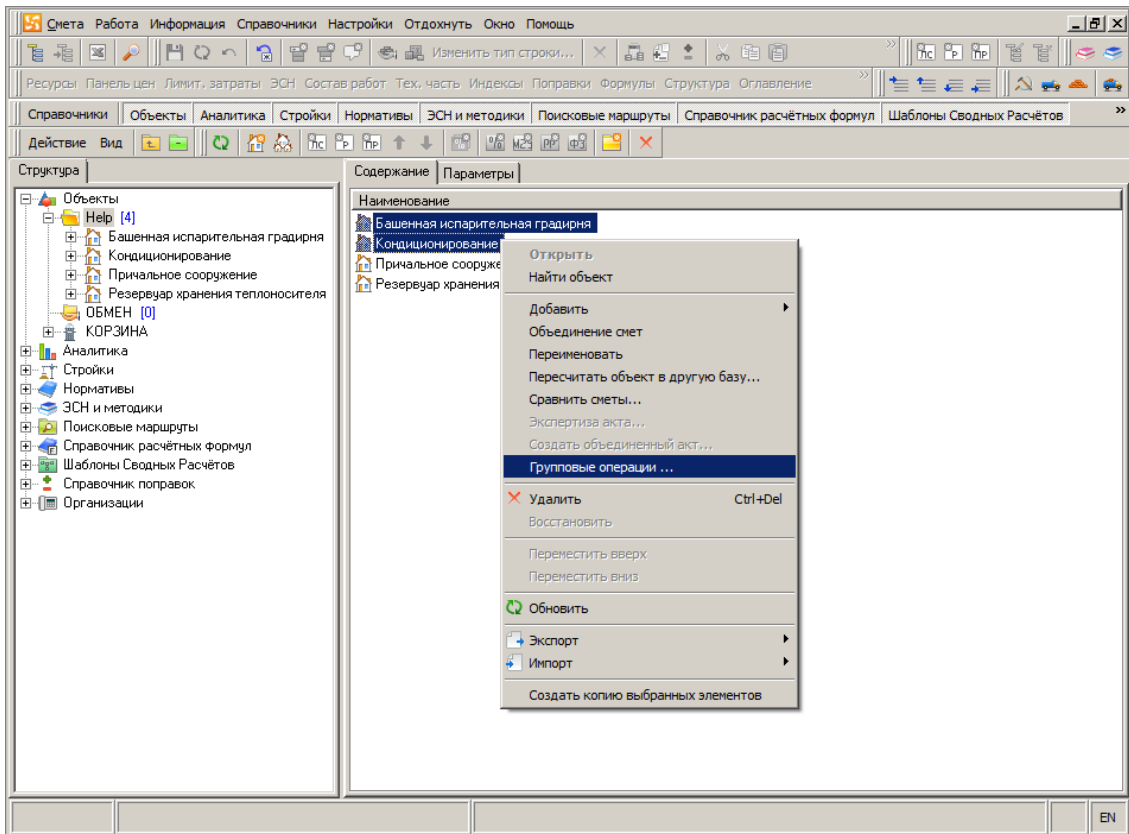 Смета Работа Информация Справочники Настройки Отдохнуть Окно Помощь
Изменить тип строки...
Ресурсы Панель цен Лимит. затраты ЭСН Состав работ Тех. часть Индексы Поправки Формулы Структура Оглавление
Справочники Объекты Аналитика Стройки Нормативы ЭСН и методики Поисковые маршруты Справочник расчётных формул Шаблоны Сводных Расчётов
Действие Вид
Структура
Содержание Параметры
Объекты
Help [4]
Башенная испарительная градирня
Кондиционирование
Причальное сооружение
Резервуар хранения теплоносителя
ОБМЕН [0]
КОРЗИНА
Аналитика
Стройки
Нормативы
ЭСН и методики
Поисковые маршруты
Справочник расчётных формул
Шаблоны Сводных Расчётов
Справочник поправок
Организации
Наименование
Башенная испарительная градирня
Кондиционирование
Причальное сооруже
Резервуар хранения
Открыть
Найти объект
Добавить
Объединение смет
Переименовать
Пересчитать объект в другую базу...
Сравнить сметы...
Экспертиза акта...
Создать объединенный акт...
Групповые операции ...
Удалить Ctrl+Del
Восстановить
Переместить вверх
Переместить вниз
Обновить
Экспорт
Импорт
Создать копию выбранных элементов
EN